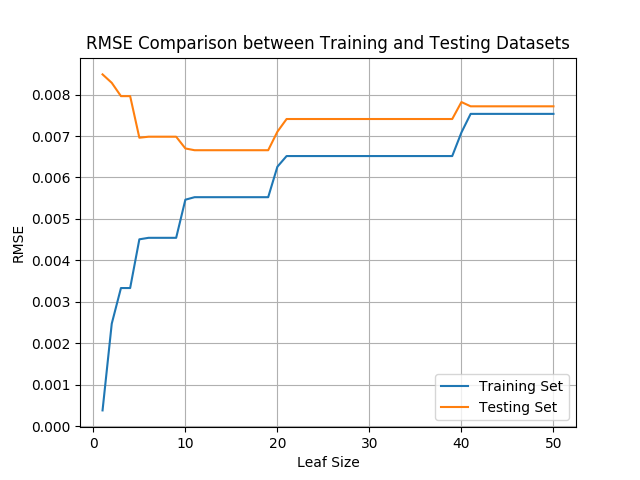 RMSE Comparison between Training and Testing Datasets
0.008
0.007
0.006
0.005
0.004
0.003
0.002
0.001
0.000
RMSE
0 10 20 30 40 50
Leaf Size
Training Set
Testing Set